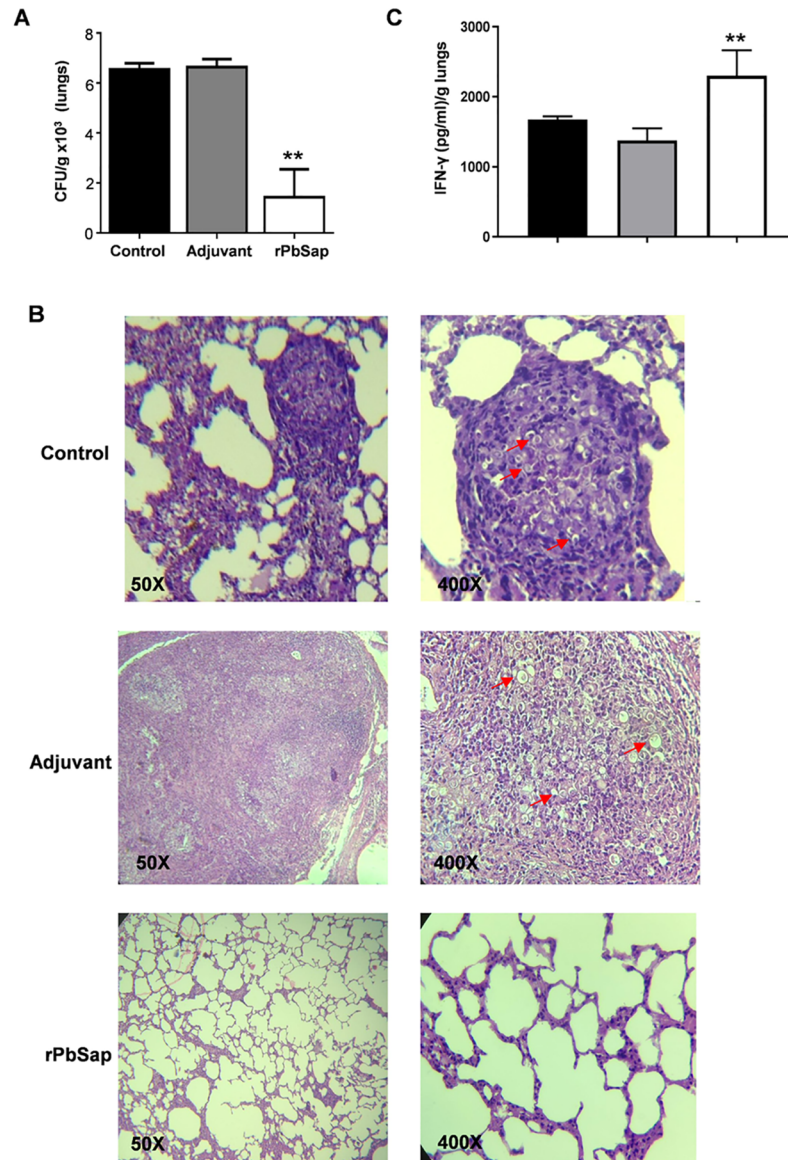 A
CFU/g x10³ (lungs)
8
6
4
2
0
**
Control
Adjuvant
rPbSap
C
IFN-γ (pg/ml)/g lungs
3000
2000
1000
0
**
B
Control
50X
400X
Adjuvant
50X
400X
rPbSap
50X
400X